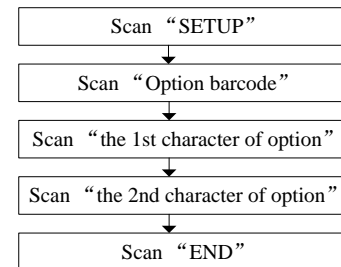 Scan “SETUP”
Scan “Option barcode”
Scan “the 1st character of option”
Scan “the 2nd character of option”
Scan “END”